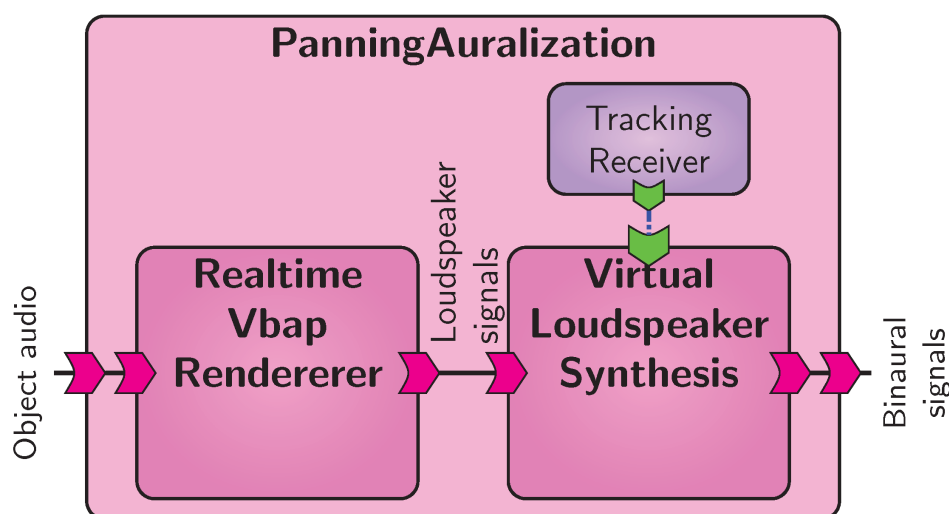 PanningAuralization
Tracking
Receiver
Loudspeaker
signals
Realtime
Vbap
Rendererer
Virtual
Loudspeaker
Synthesis
Object audio
Binaural
signals